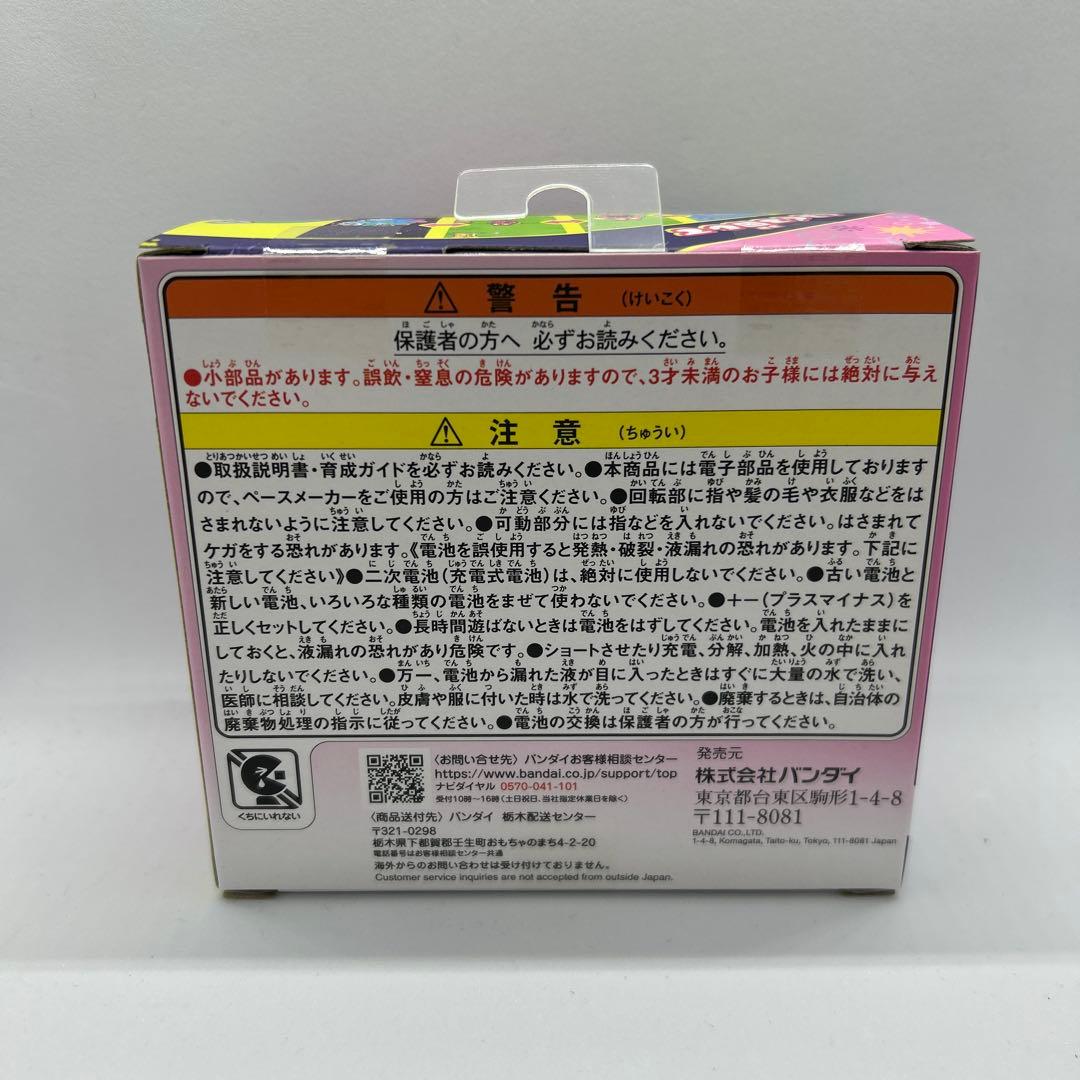 警告 (けいこく)
保護者の方へ 必ずお読みください。
●小部品があります。誤飲・窒息の危険がありますので、3才未満のお子様には絶対に与え
ないでください。
注意 (ちゅうい)
●取扱説明書・育成ガイドを必ずお読みください。●本商品には電子部品を使用しております
ので、ペースメーカーをご使用の方はご注意ください。●回転部に指や髪の毛や衣服などをは
さまれないように注意してください。●可動部分には指などを入れないでください。はさまれて
ケガをする恐れがあります。《電池を誤使用すると発熱・破裂・液漏れの恐れがあります。下記に
注意してください》●二次電池(充電式電池)は、絶対に使用しないでください。●古い電池と
新しい電池、いろいろな種類の電池をまぜて使わないでください。●+-(プラスマイナス)を
正しくセットしてください。●長時間遊ばないときは電池をはずしてください。電池を入れたままに
しておくと、液漏れの恐れがあり危険です。●ショートさせたり充電、分解、加熱、火の中に入れ
たりしないでください。●万一、電池から漏れた液が目に入ったときはすぐに大量の水で洗い、
医師に相談してください。皮膚や服に付いた時は水で洗ってください。●廃棄するときは、自治体の
廃棄物処理の指示に従ってください。●電池の交換は保護者の方が行ってください。
くちにいれない
〈お問い合せ先〉バンダイお客様相談センター
https://www.bandai.co.jp/support/top
ナビダイヤル 0570-041-101
受付10時〜16時(土日祝日、当社指定休業日を除く)
〈商品送付先〉バンダイ 栃木配送センター
〒321-0298
栃木県下都賀郡壬生町おもちゃのまち4-2-20
電話番号はお客様相談センター共通
海外からのお問い合わせは受け付けておりません。
Customer service inquiries are not accepted from outside Japan.
発売元
株式会社バンダイ
東京都台東区駒形1-4-8
〒111-8081
BANDAI CO.,LTD.
1-4-8, Komagata, Taito-ku, Tokyo, 111-8081 Japan